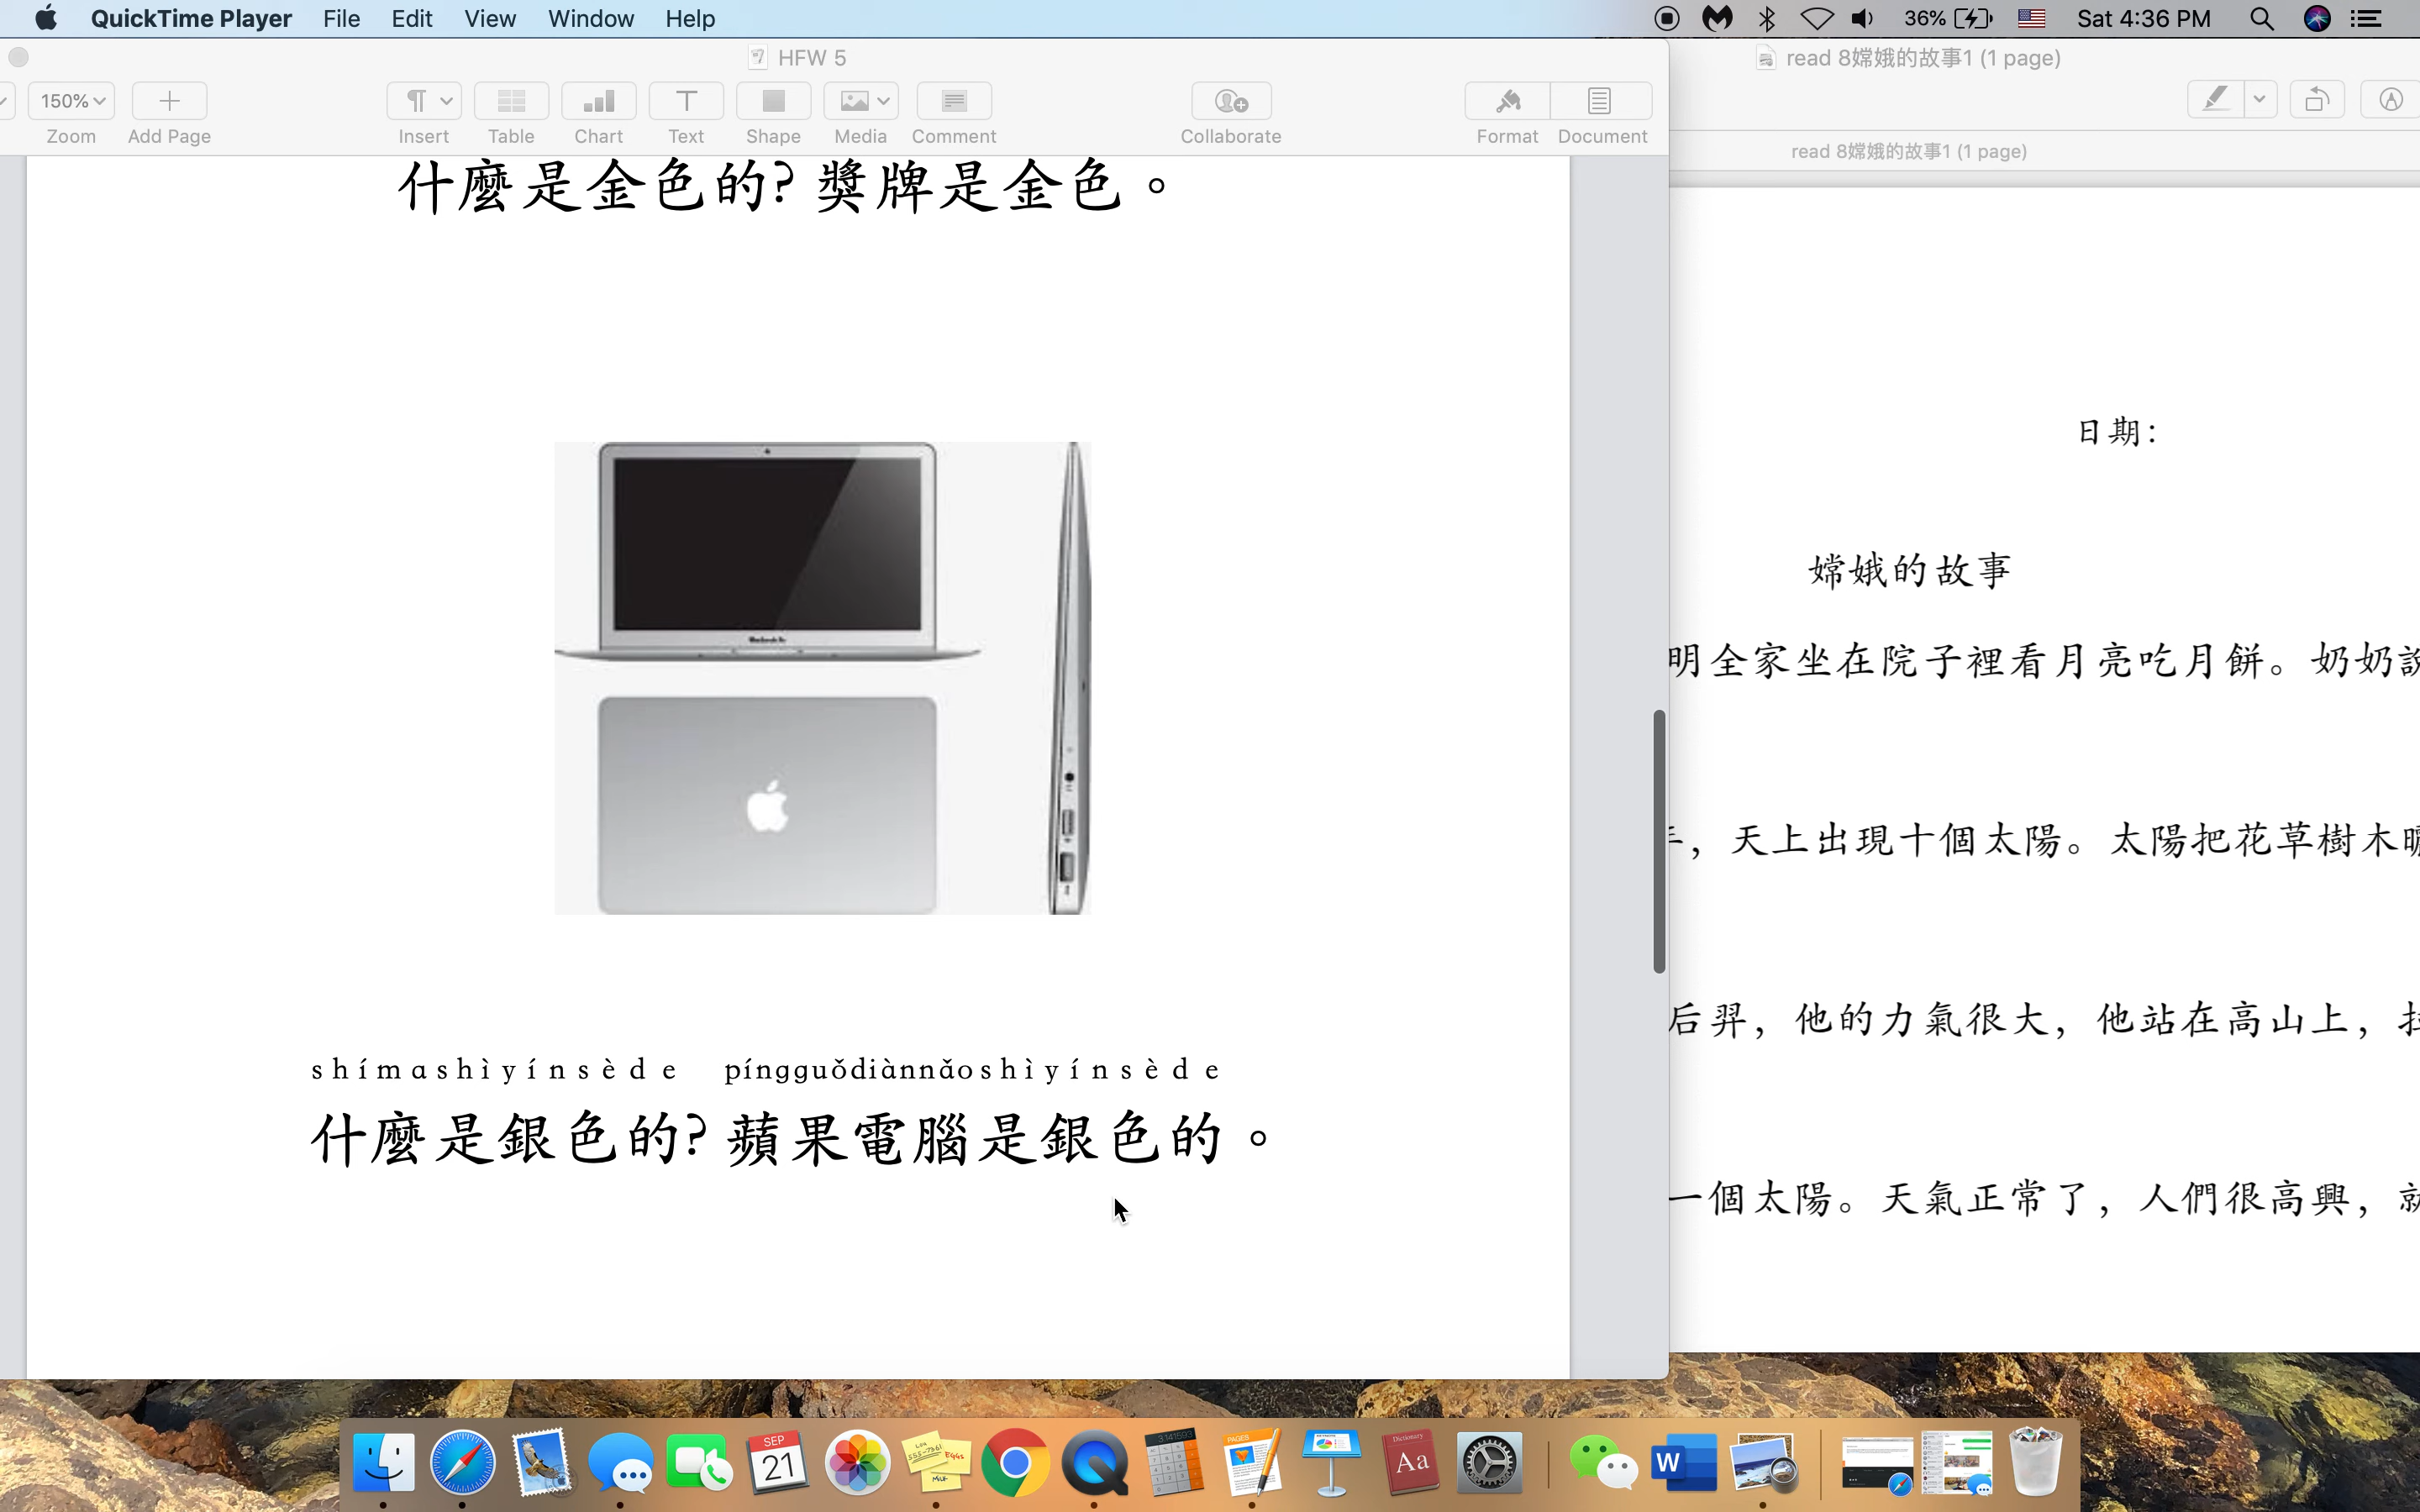 QuickTime Player File Edit View Window Help 36% Sat 4:36 PM
HFW 5
150%
Zoom Add Page Insert Table Chart Text Shape Media Comment Collaborate Format Document
什麼是金色的? 獎牌是金色。
shímashìyínsède píngguǒdiànnǎoshìyínsède
什麼是銀色的? 蘋果電腦是銀色的。
read 8嫦娥的故事1 (1 page)
read 8嫦娥的故事1 (1 page)
日期:
嫦娥的故事
明全家坐在院子裡看月亮吃月餅。奶奶
，天上出現十個太陽。太陽把花草樹木
后羿，他的力氣很大，他站在高山上，
一個太陽。天氣正常了，人們很高興，
SEP
21
3.141593
PAGES
Dictionary
Aa
W